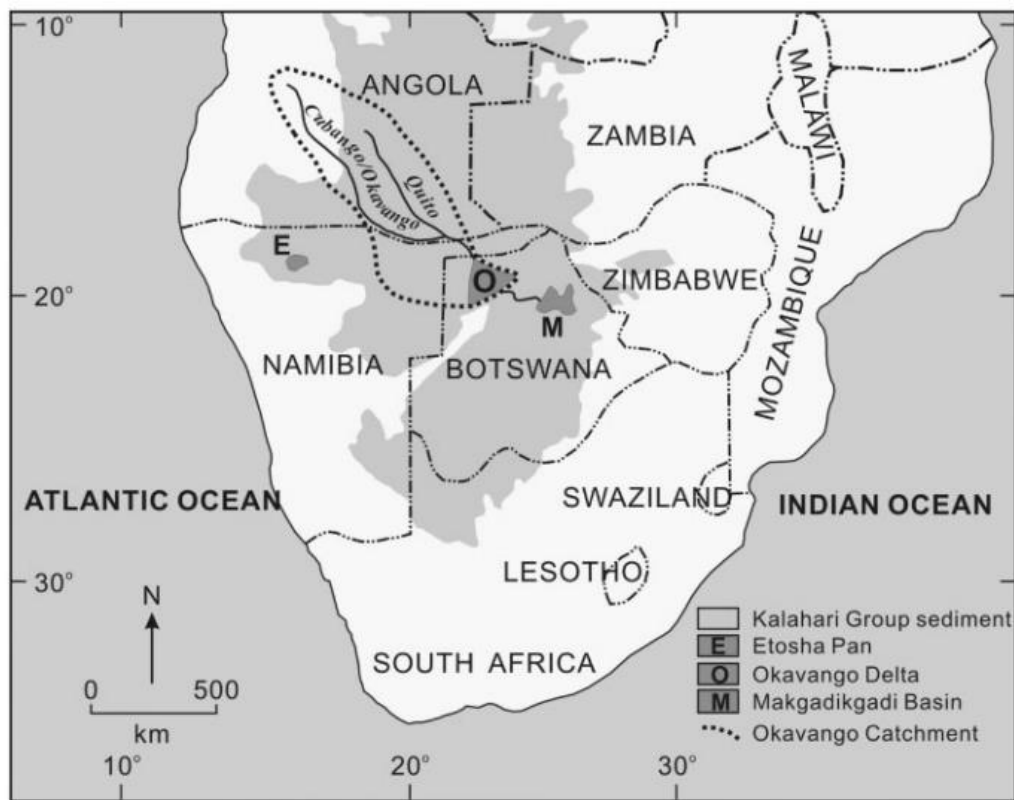 10°
ANGOLA
MALAWI
ZAMBIA
Cubango/Okavango
Quito
E
O
ZIMBABWE
20°
M
MOZAMBIQUE
NAMIBIA
BOTSWANA
ATLANTIC OCEAN
SWAZILAND
INDIAN OCEAN
30°
LESOTHO
N
SOUTH AFRICA
0 500
km
Kalahari Group sediment
E Etosha Pan
O Okavango Delta
M Makgadikgadi Basin
Okavango Catchment
10° 20° 30°